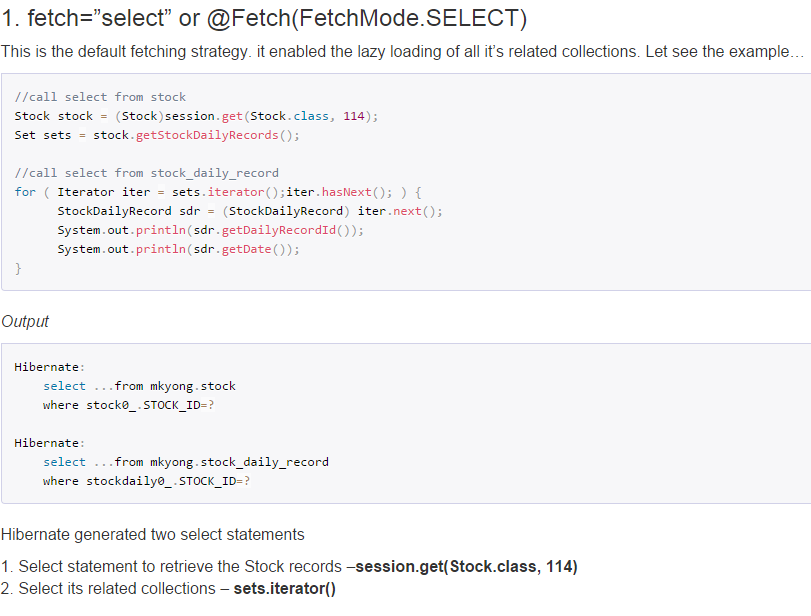 1. fetch=”select” or @Fetch(FetchMode.SELECT)
This is the default fetching strategy. it enabled the lazy loading of all it’s related collections. Let see the example…
//call select from stock
Stock stock = (Stock)session.get(Stock.class, 114);
Set sets = stock.getStockDailyRecords();
//call select from stock_daily_record
for ( Iterator iter = sets.iterator();iter.hasNext(); ) {
StockDailyRecord sdr = (StockDailyRecord) iter.next();
System.out.println(sdr.getDailyRecordId());
System.out.println(sdr.getDate());
}
Output
Hibernate:
select ...from mkyong.stock
where stock0_.STOCK_ID=?
Hibernate:
select ...from mkyong.stock_daily_record
where stockdaily0_.STOCK_ID=?
Hibernate generated two select statements
1. Select statement to retrieve the Stock records –session.get(Stock.class, 114)
2. Select its related collections – sets.iterator()